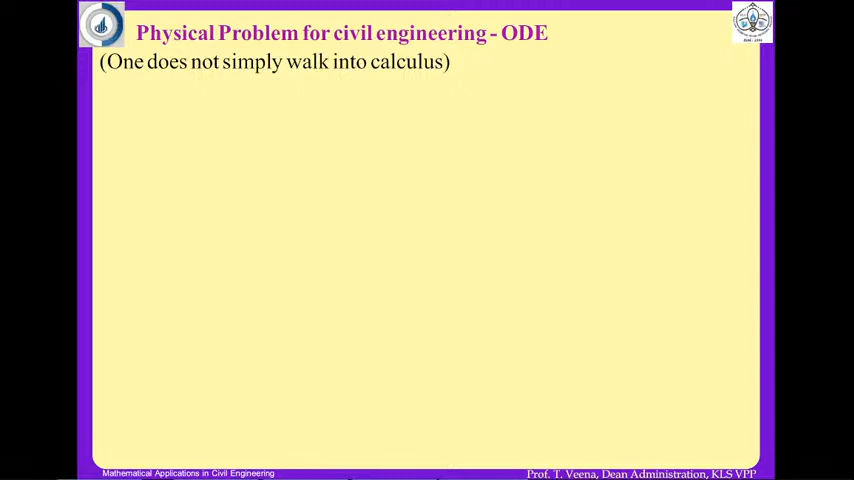 Physical Problem for civil engineering - ODE
(One does not simply walk into calculus)
Mathematical Applications in Civil Engineering
Prof. T. Veena, Dean Administration, KLS VPP